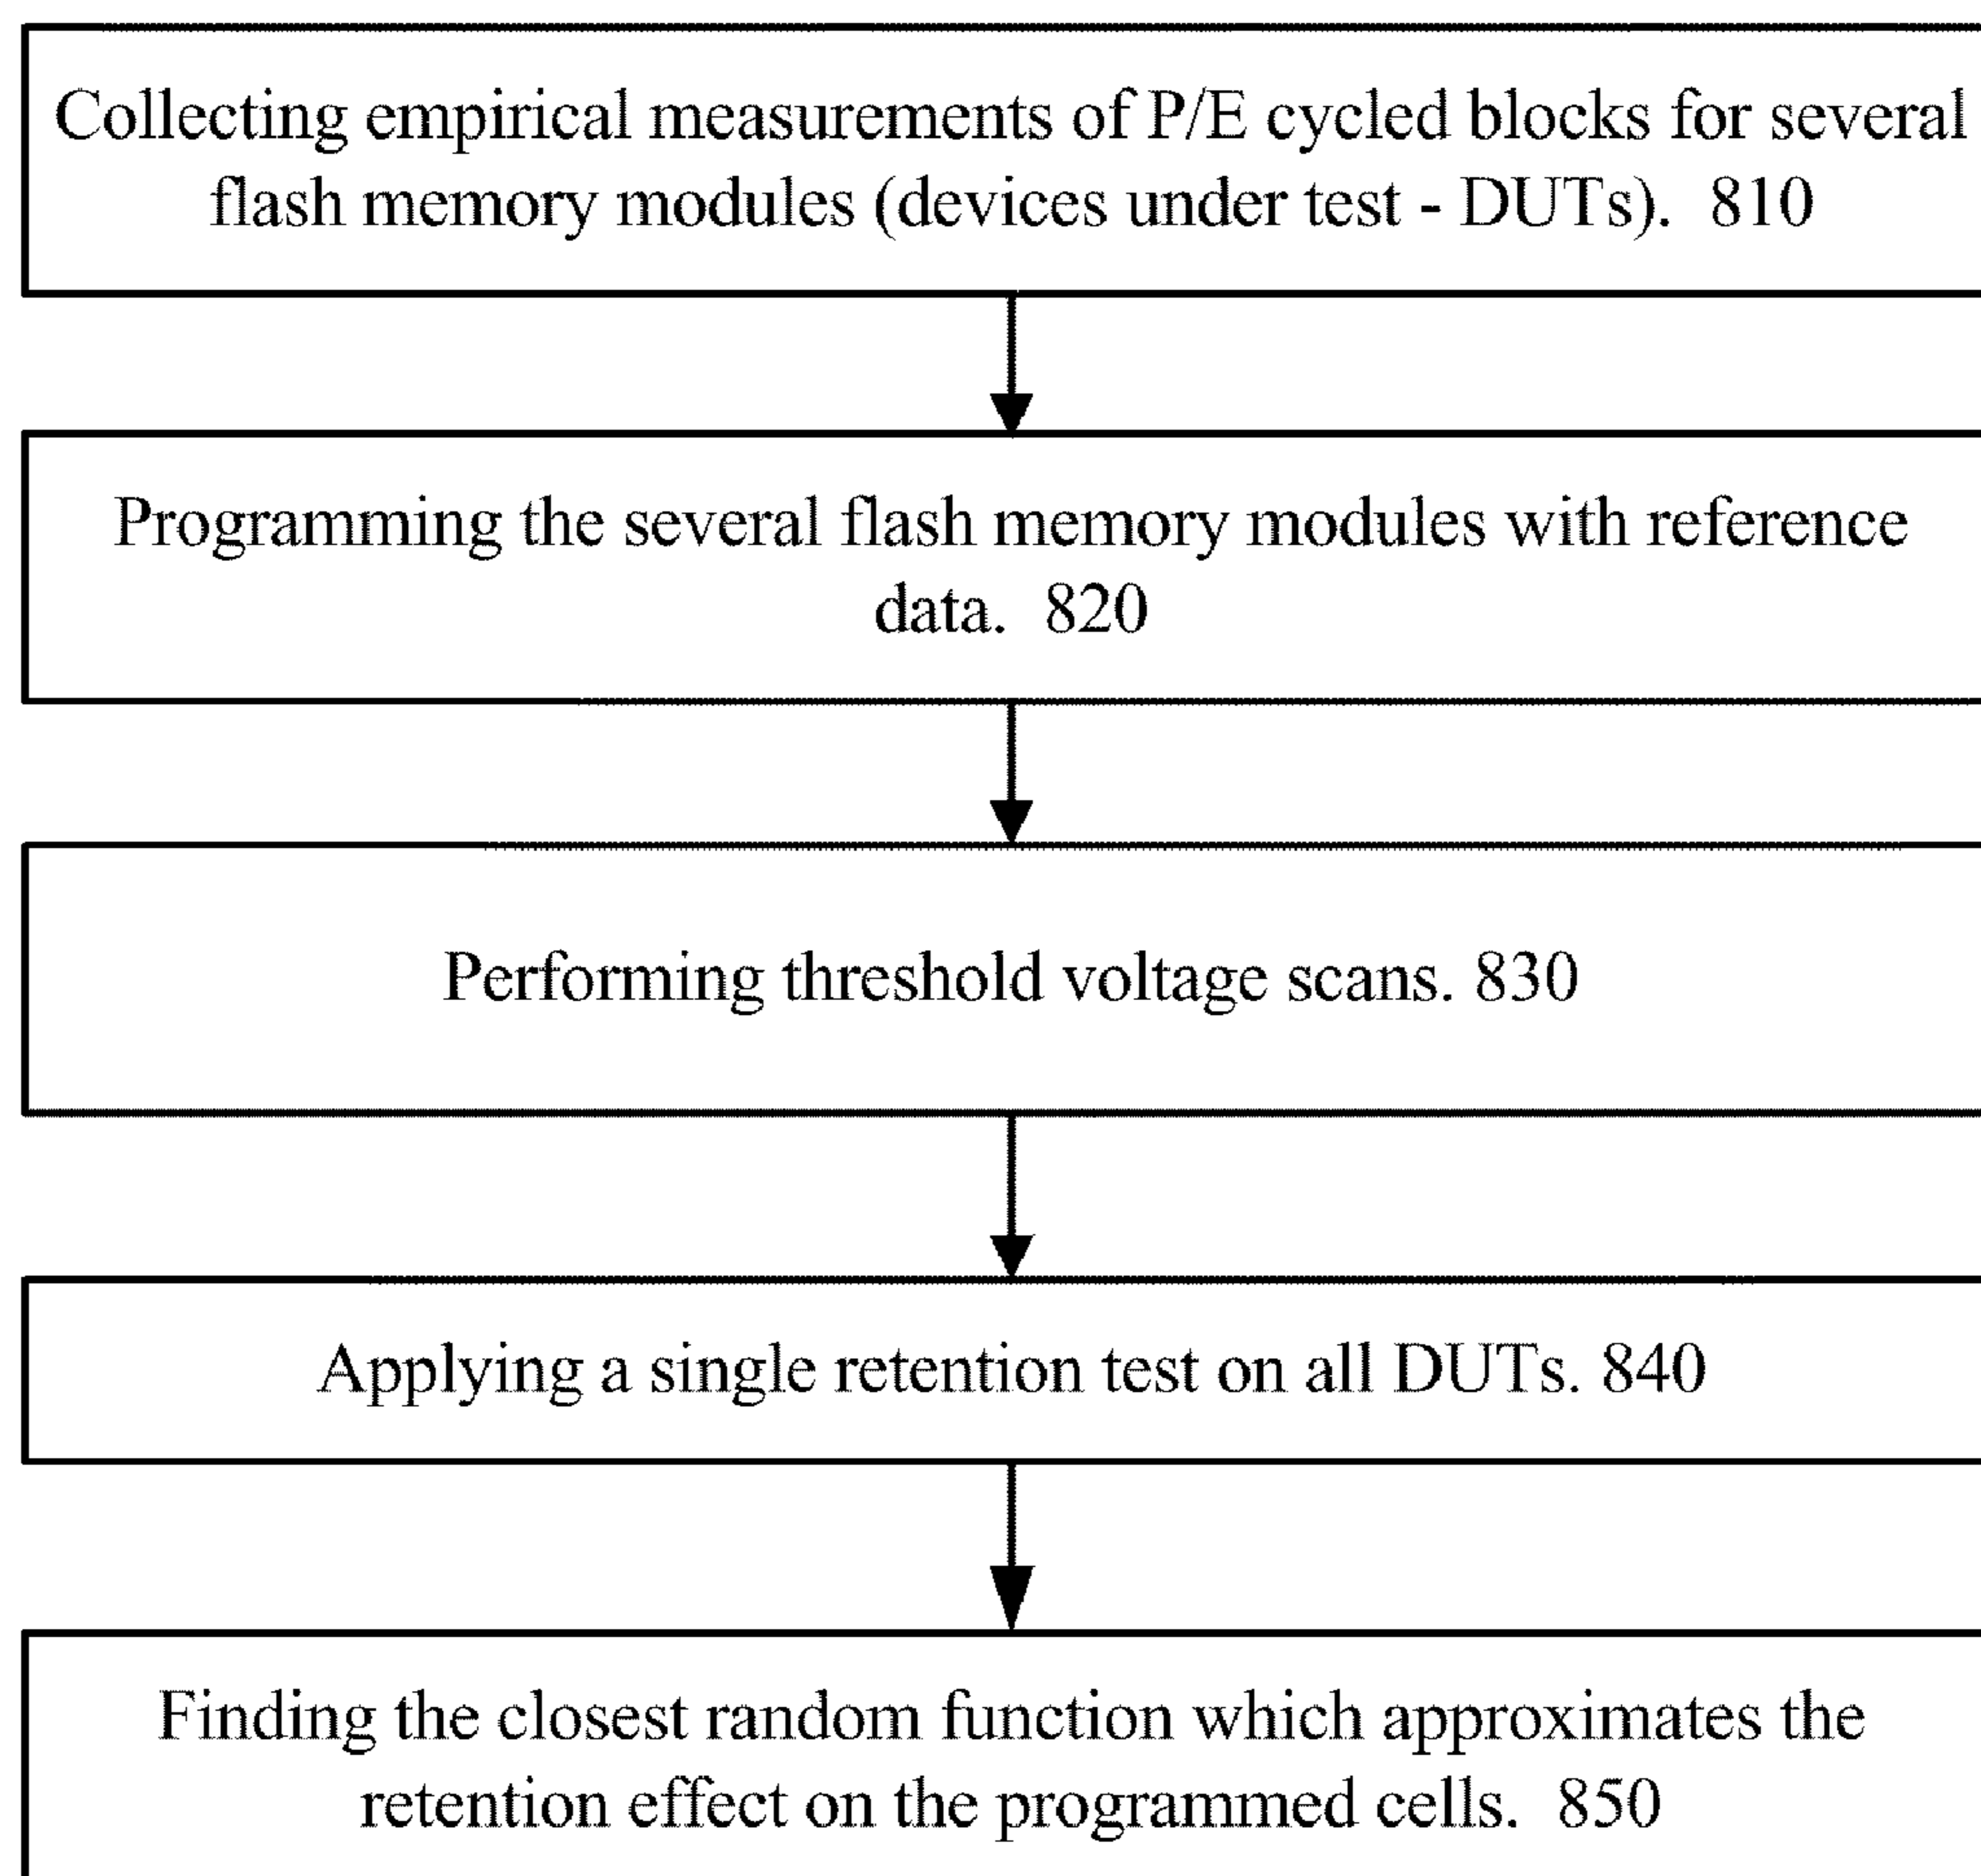 Collecting empirical measurements of P/E cycled blocks for several
flash memory modules (devices under test - DUTs).  810
Programming the several flash memory modules with reference
data.  820
Performing threshold voltage scans. 830
Applying a single retention test on all DUTs. 840
Finding the closest random function which approximates the
retention effect on the programmed cells.  850